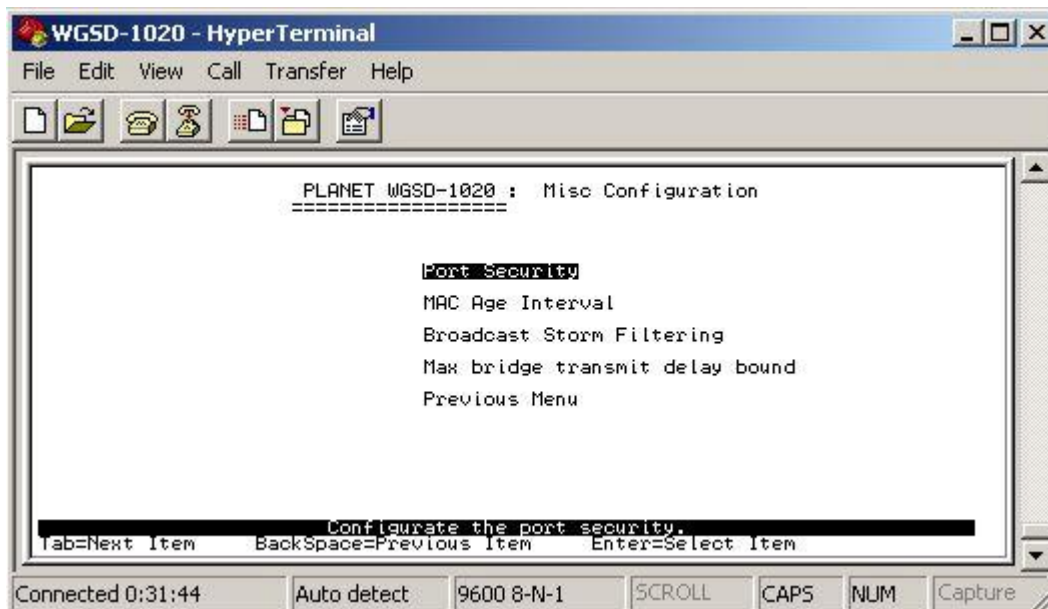 WGSD-1020 - HyperTerminal
File Edit View Call Transfer Help
PLANET WGSD-1020 : Misc Configuration
==================
Port Security
MAC Age Interval
Broadcast Storm Filtering
Max bridge transmit delay bound
Previous Menu
Configurate the port security.
Tab=Next Item BackSpace=Previous Item Enter=Select Item
Connected 0:31:44 Auto detect 9600 8-N-1 SCROLL CAPS NUM Capture